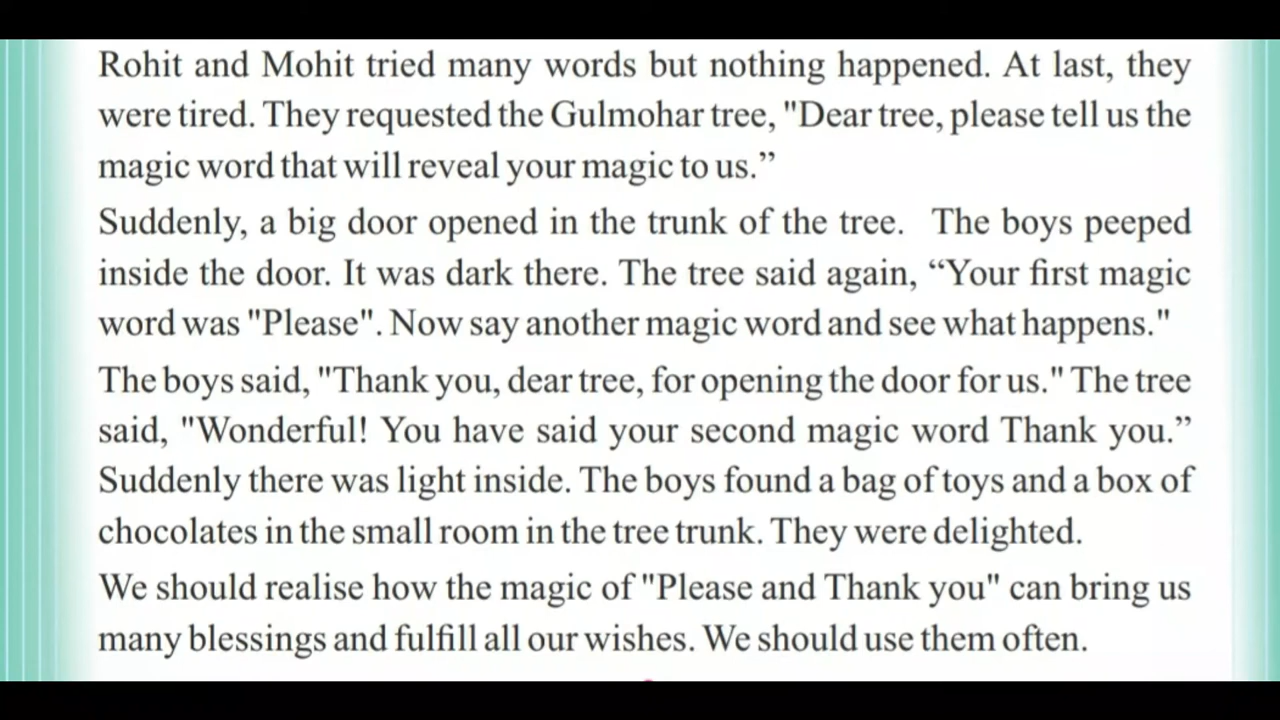 Rohit and Mohit tried many words but nothing happened. At last, they
were tired. They requested the Gulmohar tree, "Dear tree, please tell us the
magic word that will reveal your magic to us.”
Suddenly, a big door opened in the trunk of the tree.  The boys peeped
inside the door. It was dark there. The tree said again, “Your first magic
word was "Please". Now say another magic word and see what happens."
The boys said, "Thank you, dear tree, for opening the door for us." The tree
said, "Wonderful! You have said your second magic word Thank you.”
Suddenly there was light inside. The boys found a bag of toys and a box of
chocolates in the small room in the tree trunk. They were delighted.
We should realise how the magic of "Please and Thank you" can bring us
many blessings and fulfill all our wishes. We should use them often.